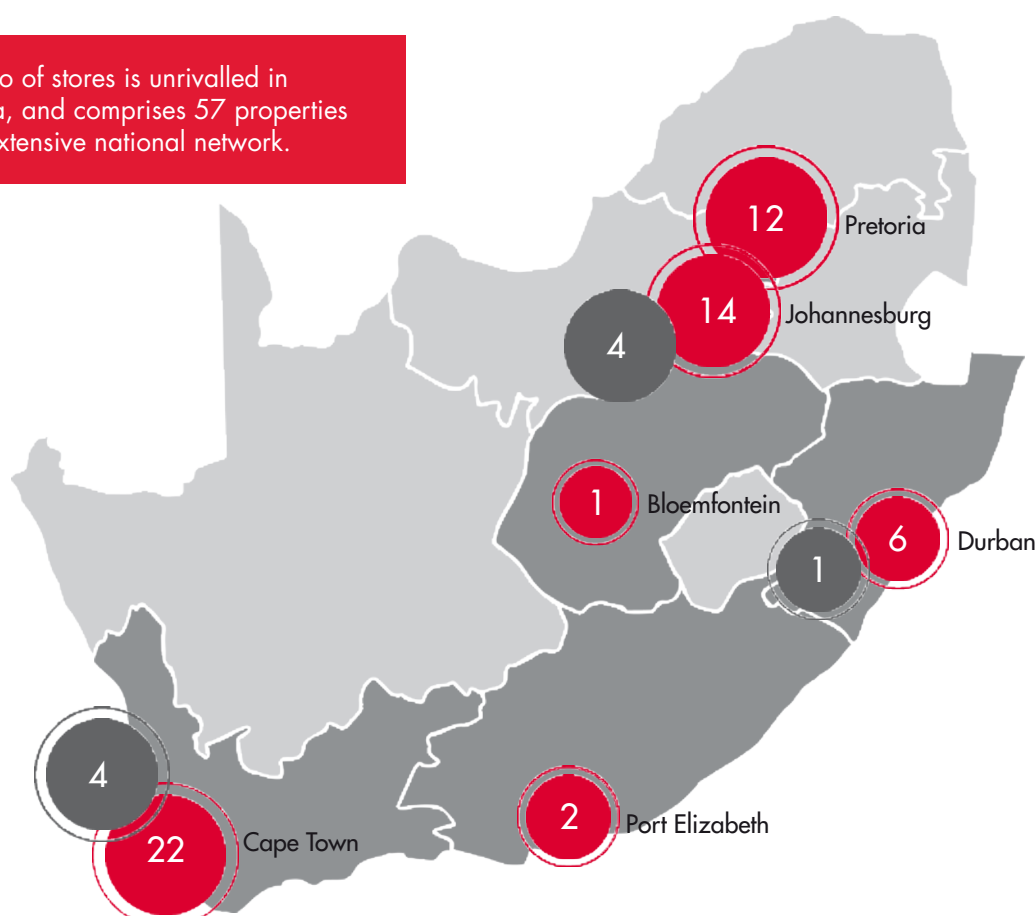 o of stores is unrivalled in
a, and comprises 57 properties
extensive national network.
12
Pretoria
14
Johannesburg
4
1
Bloemfontein
6
Durban
1
4
22
Cape Town
2
Port Elizabeth